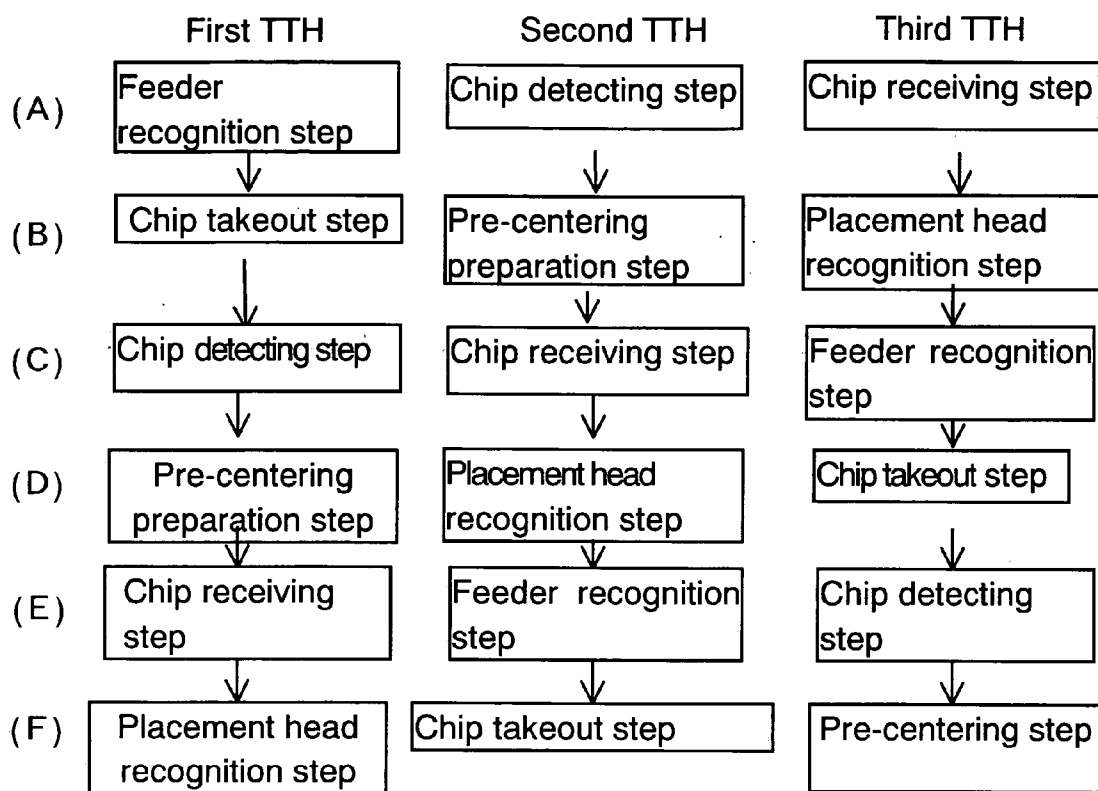 First TTH Second TTH Third TTH
(A) Feeder recognition step Chip detecting step Chip receiving step
(B) Chip takeout step Pre-centering preparation step Placement head recognition step
(C) Chip detecting step Chip receiving step Feeder recognition step
(D) Pre-centering preparation step Placement head recognition step Chip takeout step
(E) Chip receiving step Feeder recognition step Chip detecting step
(F) Placement head recognition step Chip takeout step Pre-centering step